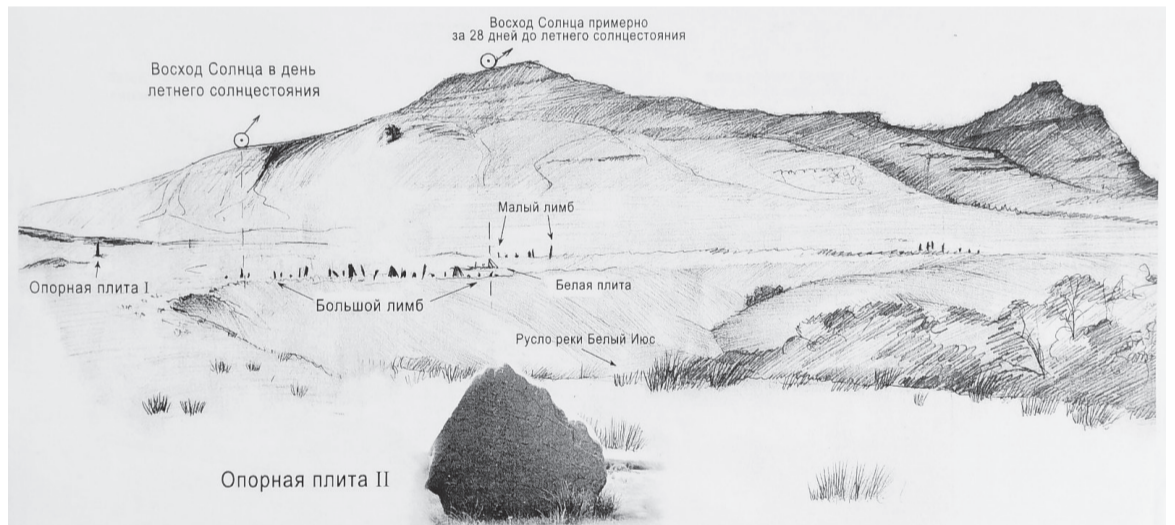 Восход Солнца примерно
за 28 дней до летнего солнцестояния
Восход Солнца в день
летнего солнцестояния
Малый лимб
Опорная плита I
Большой лимб
Белая плита
Русло реки Белый Июс
Опорная плита II